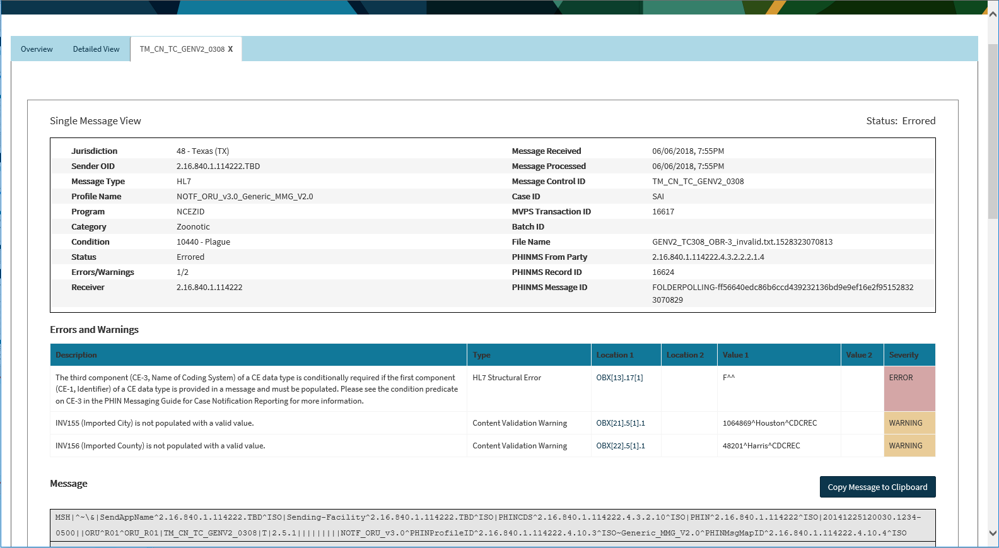 Overview Detailed View TM_CN_TC_GENV2_0308 X
Single Message View Status: Errored
Jurisdiction 48 - Texas (TX) Message Received 06/06/2018, 7:55PM
Sender OID 2.16.840.1.114222.TBD Message Processed 06/06/2018, 7:55PM
Message Type HL7 Message Control ID TM_CN_TC_GENV2_0308
Profile Name NOTF_ORU_v3.0_Generic_MMG_V2.0 Case ID SAI
Program NCEZID MVPS Transaction ID 16617
Category Zoonotic Batch ID
Condition 10440 - Plague File Name GENV2_TC308_OBR-3_invalid.txt.1528323070813
Status Errored PHINMS From Party 2.16.840.1.114222.4.3.2.2.2.1.4
Errors/Warnings 1/2 PHINMS Record ID 16624
Receiver 2.16.840.1.114222 PHINMS Message ID FOLDERPOLLING-ff56640edc86b6ccd439232136bd9e9ef16e2f95152832
3070829
Errors and Warnings
Description Type Location 1 Location 2 Value 1 Value 2 Severity
The third component (CE-3, Name of Coding System) of a CE data type is conditionally required if the first component HL7 Structural Error OBX[13].17[1] F^^ ERROR
(CE-1, Identifier) of a CE data type is provided in a message and must be populated. Please see the condition predicate
on CE-3 in the PHIN Messaging Guide for Case Notification Reporting for more information.
INV155 (Imported City) is not populated with a valid value. Content Validation Warning OBX[21].5[1].1 1064869^Houston^CDCREC WARNING
INV156 (Imported County) is not populated with a valid value. Content Validation Warning OBX[22].5[1].1 48201^Harris^CDCREC WARNING
Message Copy Message to Clipboard
MSH|^~\&|SendAppName^2.16.840.1.114222.TBD^ISO|Sending-Facility^2.16.840.1.114222.TBD^ISO|PHINCDS^2.16.840.1.114222.4.3.2.10^ISO|PHIN^2.16.840.1.114222^ISO|20141225120030.1234-
0500||ORU^R01^ORU_R01|TM_CN_TC_GENV2_0308|T|2.5.1|||||||||NOTF_ORU_v3.0^PHINProfileID^2.16.840.1.114222.4.10.3^ISO~Generic_MMG_V2.0^PHINMsgMapID^2.16.840.1.114222.4.10.4^ISO